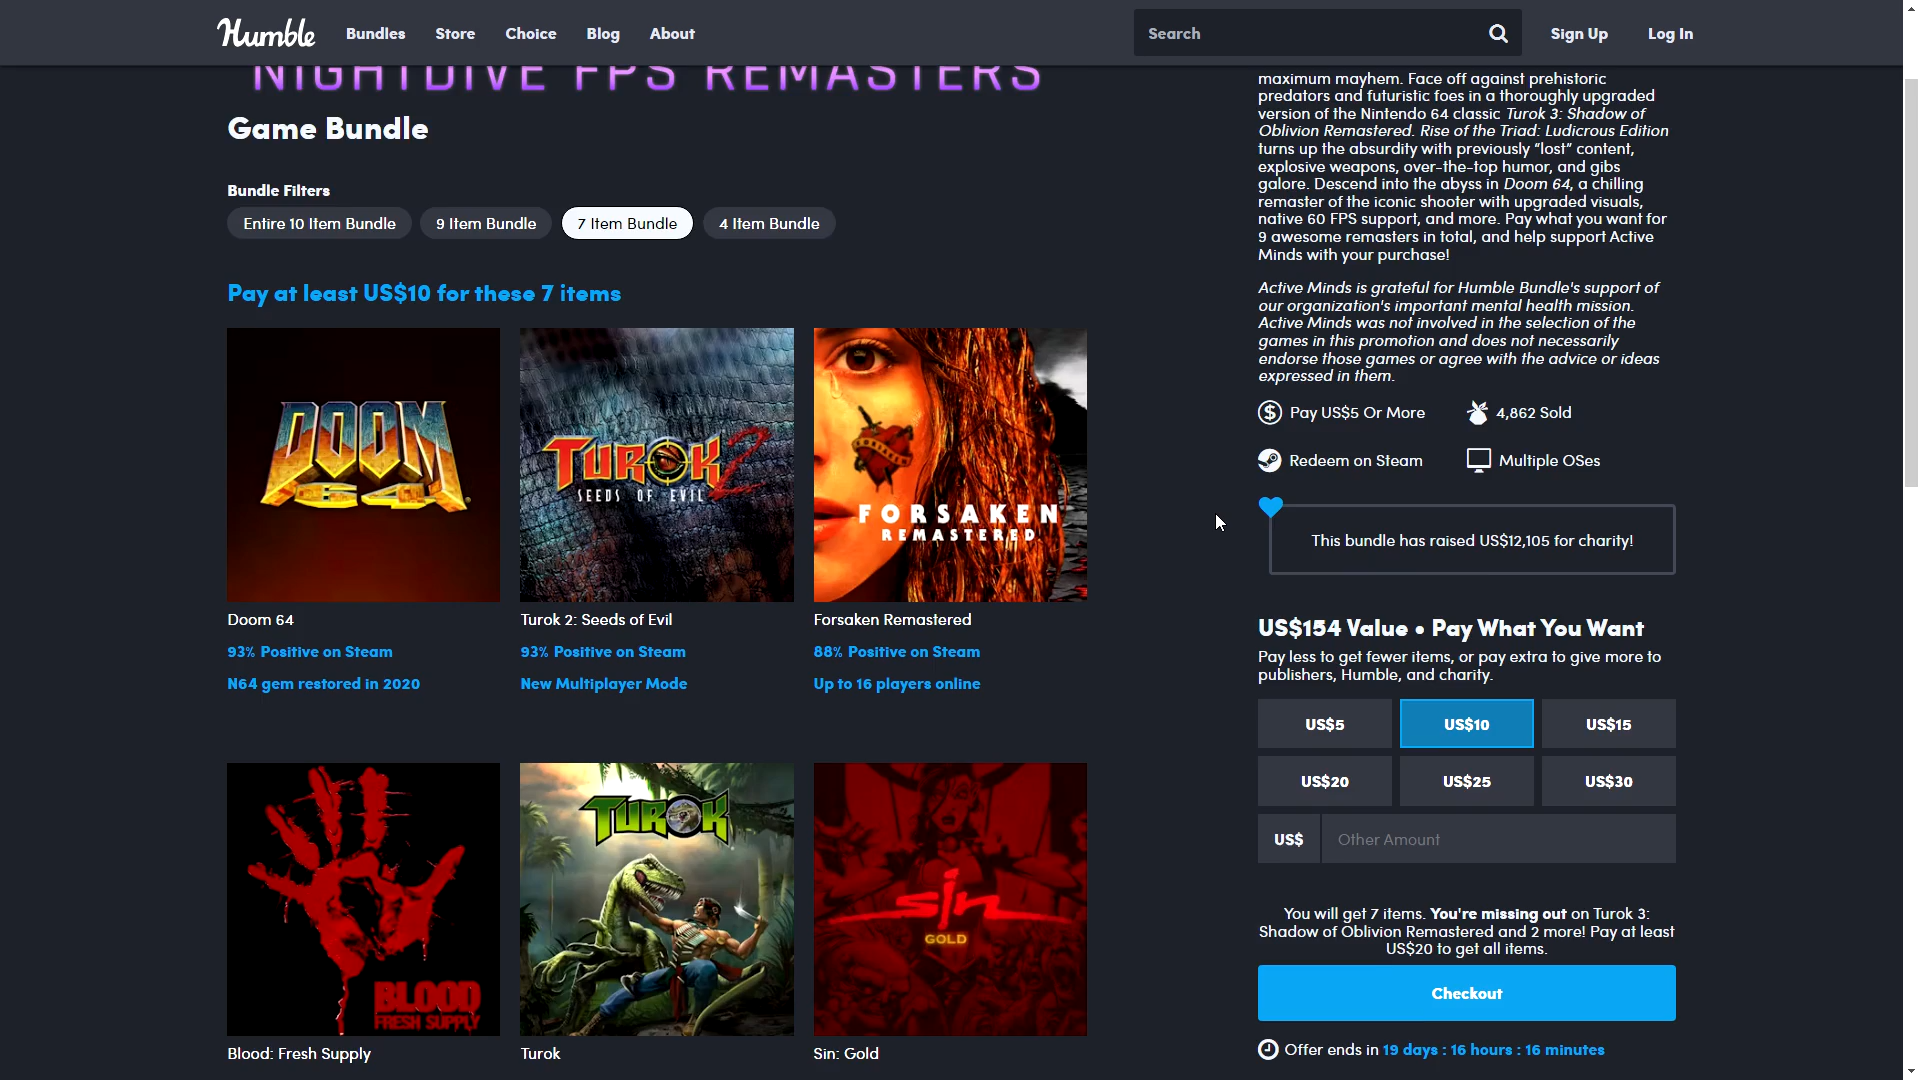 Humble
Bundles
Store
Choice
Blog
About
Search
Sign Up
Log In
NIGHTDIVE FPS REMASTERS
Game Bundle
Bundle Filters
Entire 10 Item Bundle
9 Item Bundle
7 Item Bundle
4 Item Bundle
Pay at least US$10 for these 7 items
DOOM
64
TUROK 2
SEEDS OF EVIL
FORSAKEN
REMASTERED
Doom 64
93% Positive on Steam
N64 gem restored in 2020
Turok 2: Seeds of Evil
93% Positive on Steam
New Multiplayer Mode
Forsaken Remastered
88% Positive on Steam
Up to 16 players online
BLOOD
FRESH SUPPLY
TUROK
sin
GOLD
Blood: Fresh Supply
Turok
Sin: Gold
maximum mayhem. Face off against prehistoric
predators and futuristic foes in a thoroughly upgraded
version of the Nintendo 64 classic Turok 3: Shadow of
Oblivion Remastered. Rise of the Triad: Ludicrous Edition
turns up the absurdity with previously “lost” content,
explosive weapons, over-the-top humor, and gibs
galore. Descend into the abyss in Doom 64, a chilling
remaster of the iconic shooter with upgraded visuals,
native 60 FPS support, and more. Pay what you want for
9 awesome remasters in total, and help support Active
Minds with your purchase!
Active Minds is grateful for Humble Bundle's support of
our organization's important mental health mission.
Active Minds was not involved in the selection of the
games in this promotion and does not necessarily
endorse those games or agree with the advice or ideas
expressed in them.
Pay US$5 Or More
4,862 Sold
Redeem on Steam
Multiple OSes
This bundle has raised US$12,105 for charity!
US$154 Value • Pay What You Want
Pay less to get fewer items, or pay extra to give more to
publishers, Humble, and charity.
US$5
US$10
US$15
US$20
US$25
US$30
US$
Other Amount
You will get 7 items. You're missing out on Turok 3:
Shadow of Oblivion Remastered and 2 more! Pay at least
US$20 to get all items.
Checkout
Offer ends in 19 days : 16 hours : 16 minutes